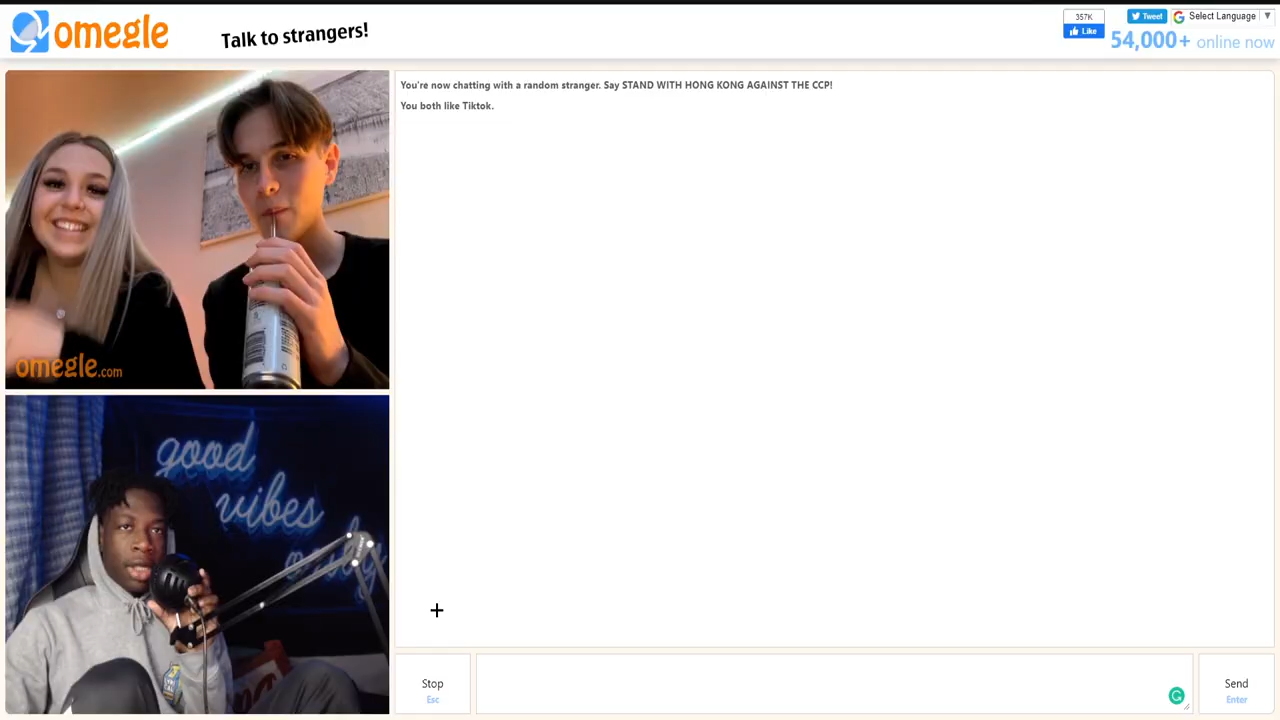 omegle
Talk to strangers!
357K
Like
Tweet
Select Language
54,000+ online now
You're now chatting with a random stranger. Say STAND WITH HONG KONG AGAINST THE CCP!
You both like Tiktok.
omegle.com
good
vibes
only
Stop
Esc
Send
Enter